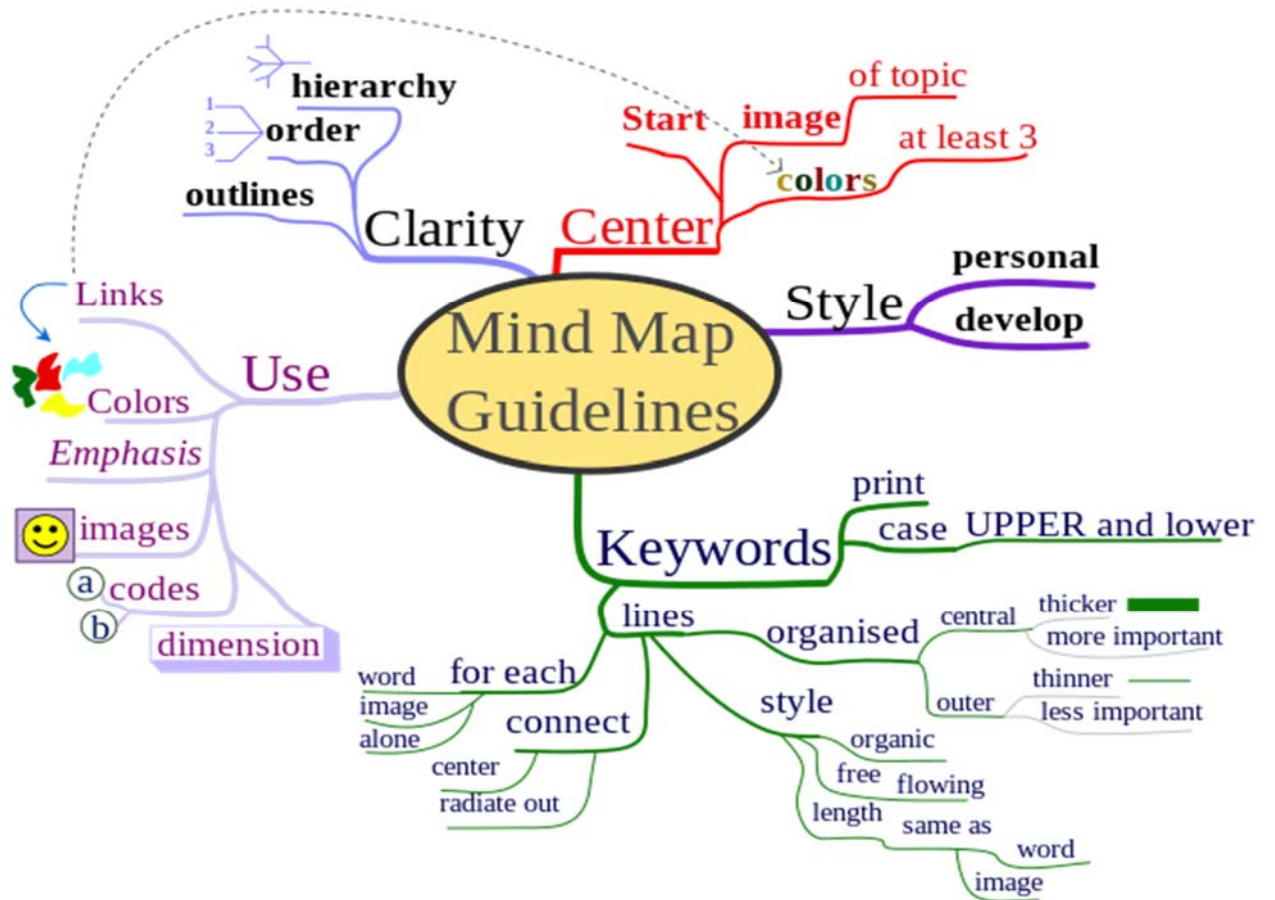 Mind Map
Guidelines
Clarity
hierarchy
order
1
2
3
outlines
Center
Start
image
of topic
colors
at least 3
Style
personal
develop
Keywords
print
case
UPPER and lower
lines
organised
central
thicker
more important
outer
thinner
less important
style
organic
free
flowing
length
same as
word
image
connect
center
radiate out
for each
word
image
alone
Use
Links
Colors
Emphasis
images
codes
a
b
dimension